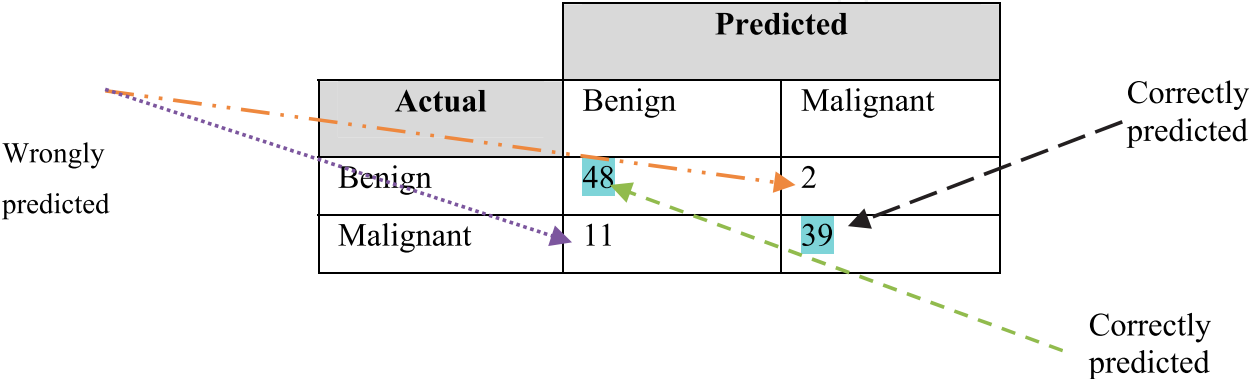 Predicted
Actual Benign Malignant
Correctly
predicted
Wrongly
predicted
Benign 48 2
Malignant 11 39
Correctly
predicted